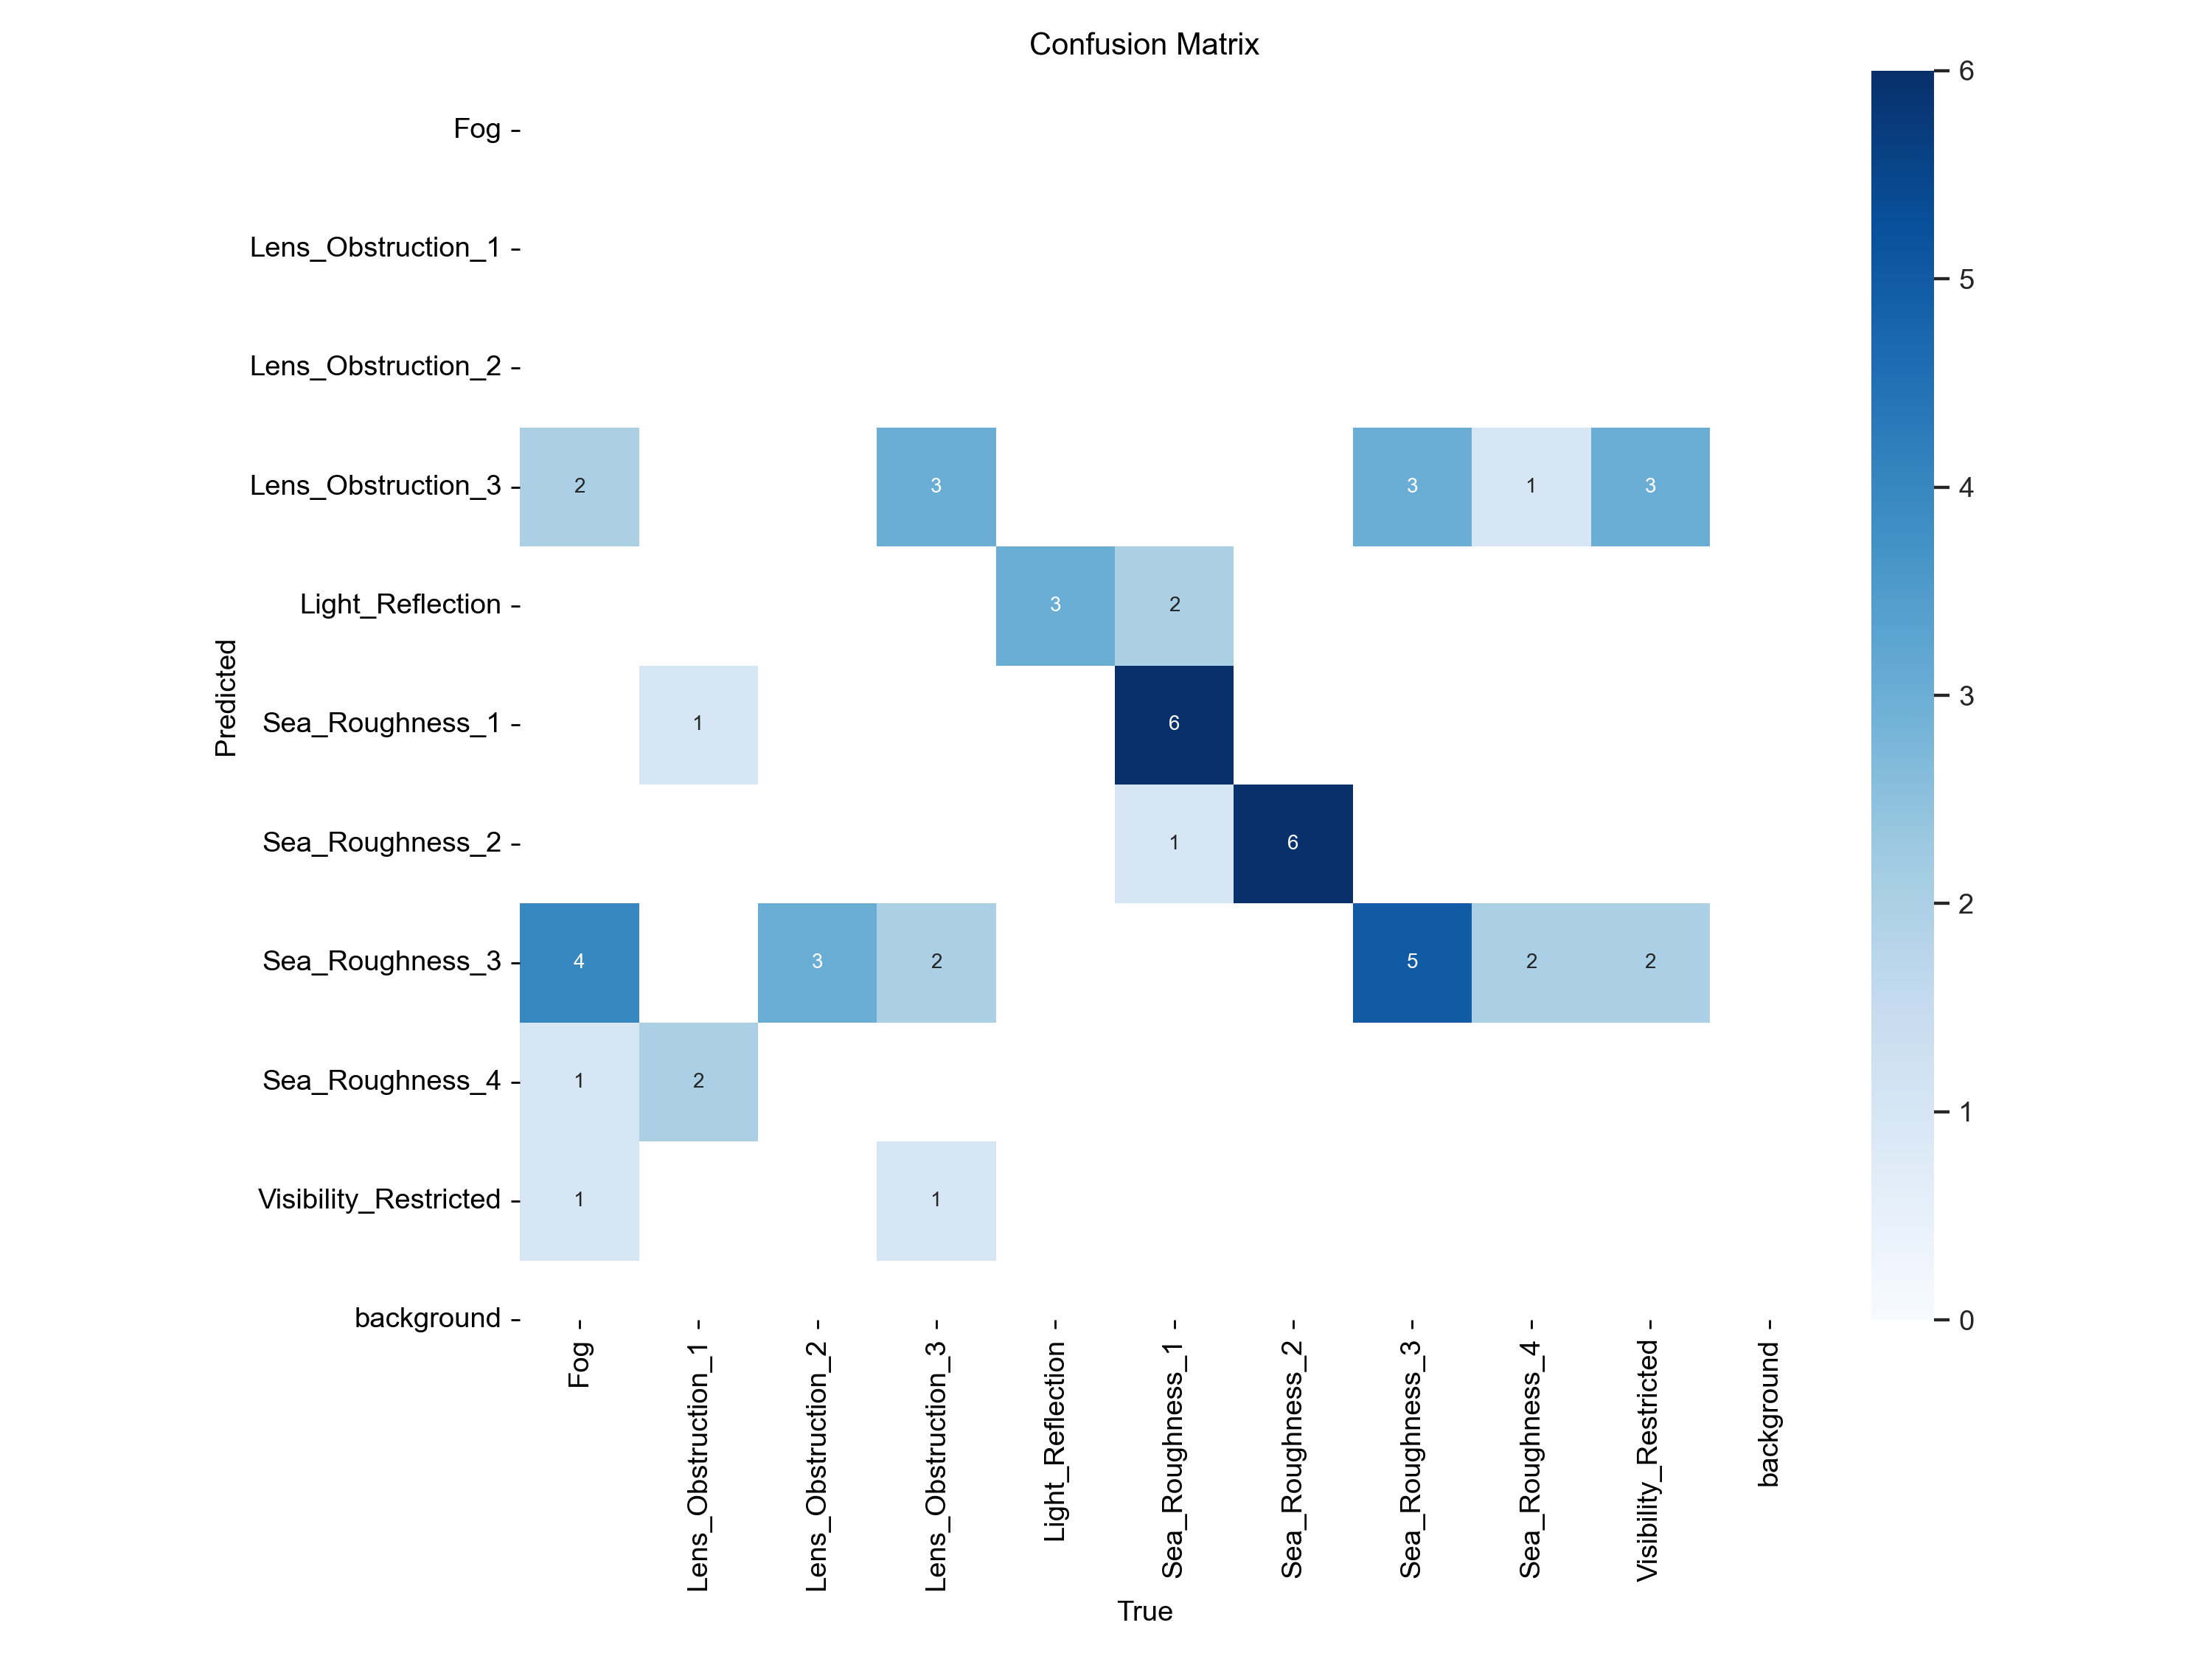 Confusion Matrix
Fog
Lens_Obstruction_1
Lens_Obstruction_2
Lens_Obstruction_3
2 3 3 1 3
Light_Reflection
3 2
Sea_Roughness_1
1 6
Sea_Roughness_2
1 6
Sea_Roughness_3
4 3 2 5 2 2
Sea_Roughness_4
1 2
Visibility_Restricted
1 1
background
Predicted
Fog
Lens_Obstruction_1
Lens_Obstruction_2
Lens_Obstruction_3
Light_Reflection
Sea_Roughness_1
Sea_Roughness_2
Sea_Roughness_3
Sea_Roughness_4
Visibility_Restricted
background
True
6
5
4
3
2
1
0